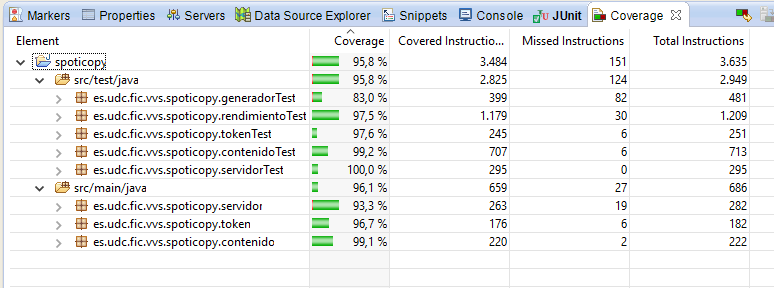 Markers Properties Servers Data Source Explorer Snippets Console JUnit Coverage
Element Coverage Covered Instructio... Missed Instructions Total Instructions
spoticopy 95,8 % 3.484 151 3.635
src/test/java 95,8 % 2.825 124 2.949
es.udc.fic.vvs.spoticopy.generadorTest 83,0 % 399 82 481
es.udc.fic.vvs.spoticopy.rendimientoTest 97,5 % 1.179 30 1.209
es.udc.fic.vvs.spoticopy.tokenTest 97,6 % 245 6 251
es.udc.fic.vvs.spoticopy.contenidoTest 99,2 % 707 6 713
es.udc.fic.vvs.spoticopy.servidorTest 100,0 % 295 0 295
src/main/java 96,1 % 659 27 686
es.udc.fic.vvs.spoticopy.servidor 93,3 % 263 19 282
es.udc.fic.vvs.spoticopy.token 96,7 % 176 6 182
es.udc.fic.vvs.spoticopy.contenido 99,1 % 220 2 222